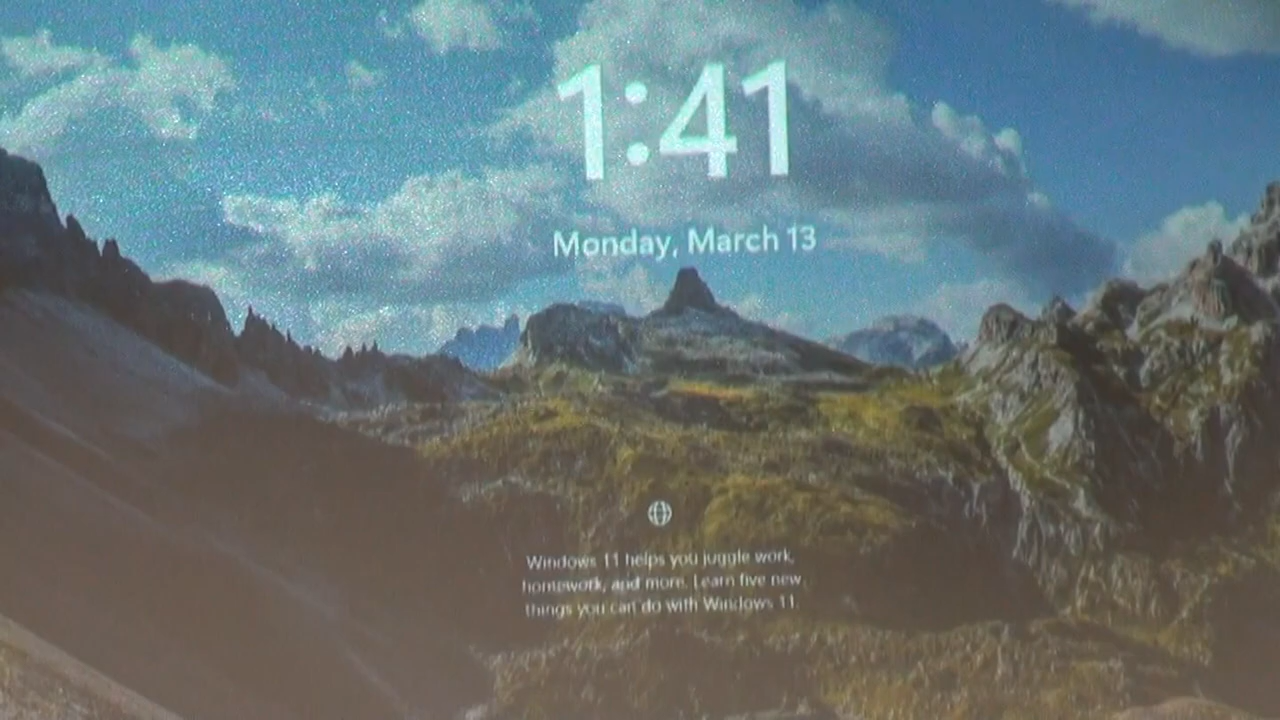 1:41
Monday, March 13
Windows 11 helps you juggle work,
homework, and more. Learn five new
things you can do with Windows 11.